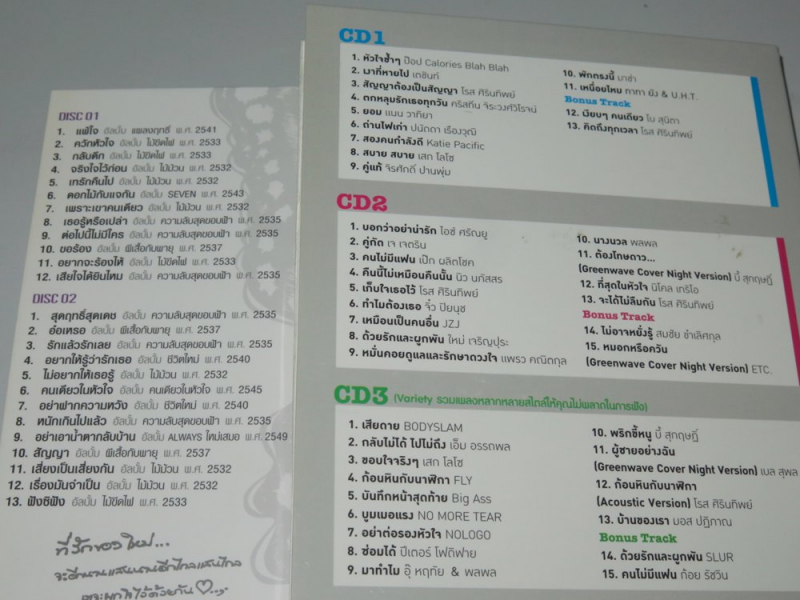 DISC 01
1. แพ้ใจ อัลบั้ม แผลงฤทธิ์ พ.ศ. 2541
2. ควักหัวใจ อัลบั้ม ไม้ขีดไฟ พ.ศ. 2533
3. กลับดึก อัลบั้ม ไม้ขีดไฟ พ.ศ. 2533
4. จริงใจไว้ก่อน อัลบั้ม ไม้ม้วน พ.ศ. 2532
5. เทรักคืนไป อัลบั้ม ไม้ม้วน พ.ศ. 2532
6. ดอกไม้กับแจกัน อัลบั้ม SEVEN พ.ศ. 2543
7. เพราะเขาคนเดียว อัลบั้ม ไม้ม้วน พ.ศ. 2532
8. เธอรู้หรือเปล่า อัลบั้ม ความลับสุดขอบฟ้า พ.ศ. 2535
9. ต่อไปนี้ไม่มีใคร อัลบั้ม ความลับสุดขอบฟ้า พ.ศ. 2535
10. ขอร้อง อัลบั้ม ผีเสื้อกับพายุ พ.ศ. 2537
11. อยากจะร้องไห้ อัลบั้ม ไม้ขีดไฟ พ.ศ. 2533
12. เสียใจได้ยินไหม อัลบั้ม ความลับสุดขอบฟ้า พ.ศ. 2535
DISC 02
1. สุดฤทธิ์สุดเดช อัลบั้ม ความลับสุดขอบฟ้า พ.ศ. 2535
2. อ๋อเหรอ อัลบั้ม ผีเสื้อกับพายุ พ.ศ. 2537
3. รักแล้วรักเลย อัลบั้ม ความลับสุดขอบฟ้า พ.ศ. 2535
4. อยากให้รู้ว่ารักเธอ อัลบั้ม ชีวิตใหม่ พ.ศ. 2540
5. ไม่อยากให้เธอรู้ อัลบั้ม ไม้ม้วน พ.ศ. 2532
6. คนเดียวในหัวใจ อัลบั้ม คนเดียวในหัวใจ พ.ศ. 2545
7. อย่าฝากความหวัง อัลบั้ม ชีวิตใหม่ พ.ศ. 2540
8. หนักเกินไปแล้ว อัลบั้ม ความลับสุดขอบฟ้า พ.ศ. 2535
9. อย่าเอาน้ำตากลับบ้าน อัลบั้ม ALWAYS ใหม่เสมอ พ.ศ. 2549
10. สัญญา อัลบั้ม ผีเสื้อกับพายุ พ.ศ. 2537
11. เสี่ยงเป็นเสี่ยงกัน อัลบั้ม ไม้ม้วน พ.ศ. 2532
12. เรื่องมันจำเป็น อัลบั้ม ไม้ม้วน พ.ศ. 2532
13. ฟังซิฟัง อัลบั้ม ไม้ขีดไฟ พ.ศ. 2533
ที่รักของใหม่...
CD1
1. หัวใจซ้ำๆ ป๊อป Calories Blah Blah
2. มาที่หายไป เดชินท์
3. สัญญาต้องเป็นสัญญา โรส ศิรินทิพย์
4. ตกหลุมรักเธอทุกวัน คริสติน จิระวงศ์วิโรจน์
5. ยอม แนน วาทิยา
6. ถ่านไฟเก่า ปนัดดา เรืองวุฒิ
7. สองคนกำลังดี Katie Pacific
8. สบาย สบาย เสก โลโซ
9. คู่แท้ จิรศักดิ์ ปานพุ่ม
10. พักตรงนี้ มาช่า
11. เหนื่อยไหม ทาทา ยัง & U.H.T.
Bonus Track
12. เงียบๆ คนเดียว โบ สุนิตา
13. คิดถึงทุกเวลา โรส ศิรินทิพย์
CD2
1. บอกว่าอย่าน่ารัก ไอซ์ ศรัณยู
2. คู่กัด เจ เจตริน
3. คนไม่มีแฟน เป๊ก ผลิตโชค
4. คืนนี้ไม่เหมือนคืนนั้น นิว นภัสสร
5. เก็บใจเธอไว้ โรส ศิรินทิพย์
6. ทำไมต้องเธอ จิ๋ว ปิยนุช
7. เหมือนเป็นคนอื่น JZJ
8. ด้วยรักและผูกพัน ใหม่ เจริญปุระ
9. หมั่นคอยดูแลและรักษาดวงใจ แพรว คณิตกุล
10. นางนวล พลพล
11. ต้องโทษดาว...
(Greenwave Cover Night Version) บี้ สุกฤษฎิ์
12. ที่สุดในหัวใจ นิโคล เทริโอ
13. จะได้ไม่ลืมกัน โรส ศิรินทิพย์
Bonus Track
14. ไม่อาจหยั่งรู้ สมชัย ขำเลิศกุล
15. หมอกหรือควัน
(Greenwave Cover Night Version) ETC.
CD3 (Variety รวมเพลงหลากหลายสไตล์ให้คุณไม่พลาดในการฟัง)
1. เสียดาย BODYSLAM
2. กลับไม่ได้ ไปไม่ถึง เอ็ม อรรถพล
3. ขอบใจจริงๆ เสก โลโซ
4. ก้อนหินกับนาฬิกา FLY
5. บันทึกหน้าสุดท้าย Big Ass
6. บูมเมอแรง NO MORE TEAR
7. อย่าต่อรองหัวใจ NOLOGO
8. ซ่อมได้ ปีเตอร์ โฟดิฟาย
9. มาทำไม อุ๊ หฤทัย & พลพล
10. พริกขี้หนู บี้ สุกฤษฎิ์
11. ผู้ชายอย่างฉัน
(Greenwave Cover Night Version) เบล สุพล
12. ก้อนหินกับนาฬิกา
(Acoustic Version) โรส ศิรินทิพย์
13. บ้านของเรา มอส ปฏิภาณ
Bonus Track
14. ด้วยรักและผูกพัน SLUR
15. คนไม่มีแฟน ก้อย รัชวิน